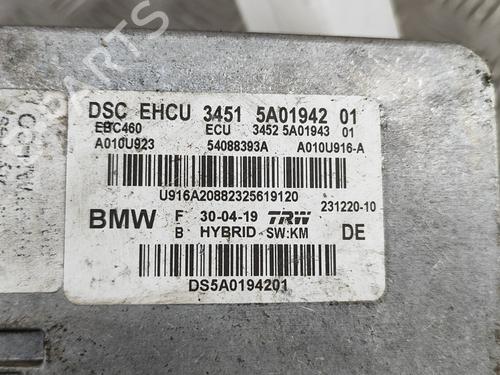 DSC EHCU 3451 5A01942 01
EBC460 ECU 3452 5A01943 01
A010U923 54088393A A010U916-A
U916A20882325619120
231220-10
BMW F 30-04-19 TRW
B HYBRID SW:KM DE
DS5A0194201
PARTS